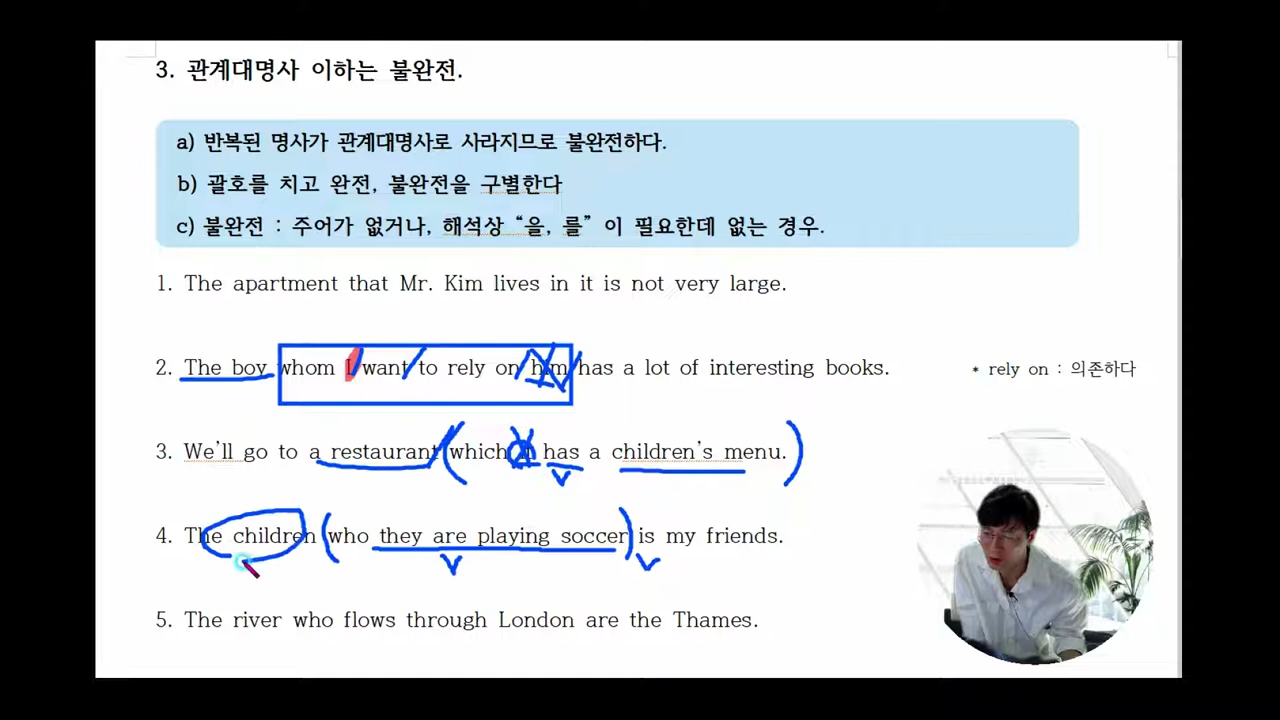 3. 관계대명사 이하는 불완전.
a) 반복된 명사가 관계대명사로 사라지므로 불완전하다.
b) 괄호를 치고 완전, 불완전을 구별한다
c) 불완전 : 주어가 없거나, 해석상 “을, 를” 이 필요한데 없는 경우.
1. The apartment that Mr. Kim lives in it is not very large.
2. The boy whom I want to rely on him has a lot of interesting books. * rely on : 의존하다
3. We'll go to a restaurant which has a children's menu.
4. The children who they are playing soccer is my friends.
5. The river who flows through London are the Thames.